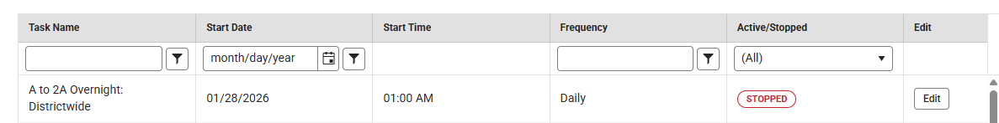 Task Name Start Date Start Time Frequency Active/Stopped Edit
month/day/year (All)
A to 2A Overnight:
Districtwide
01/28/2026 01:00 AM Daily STOPPED Edit